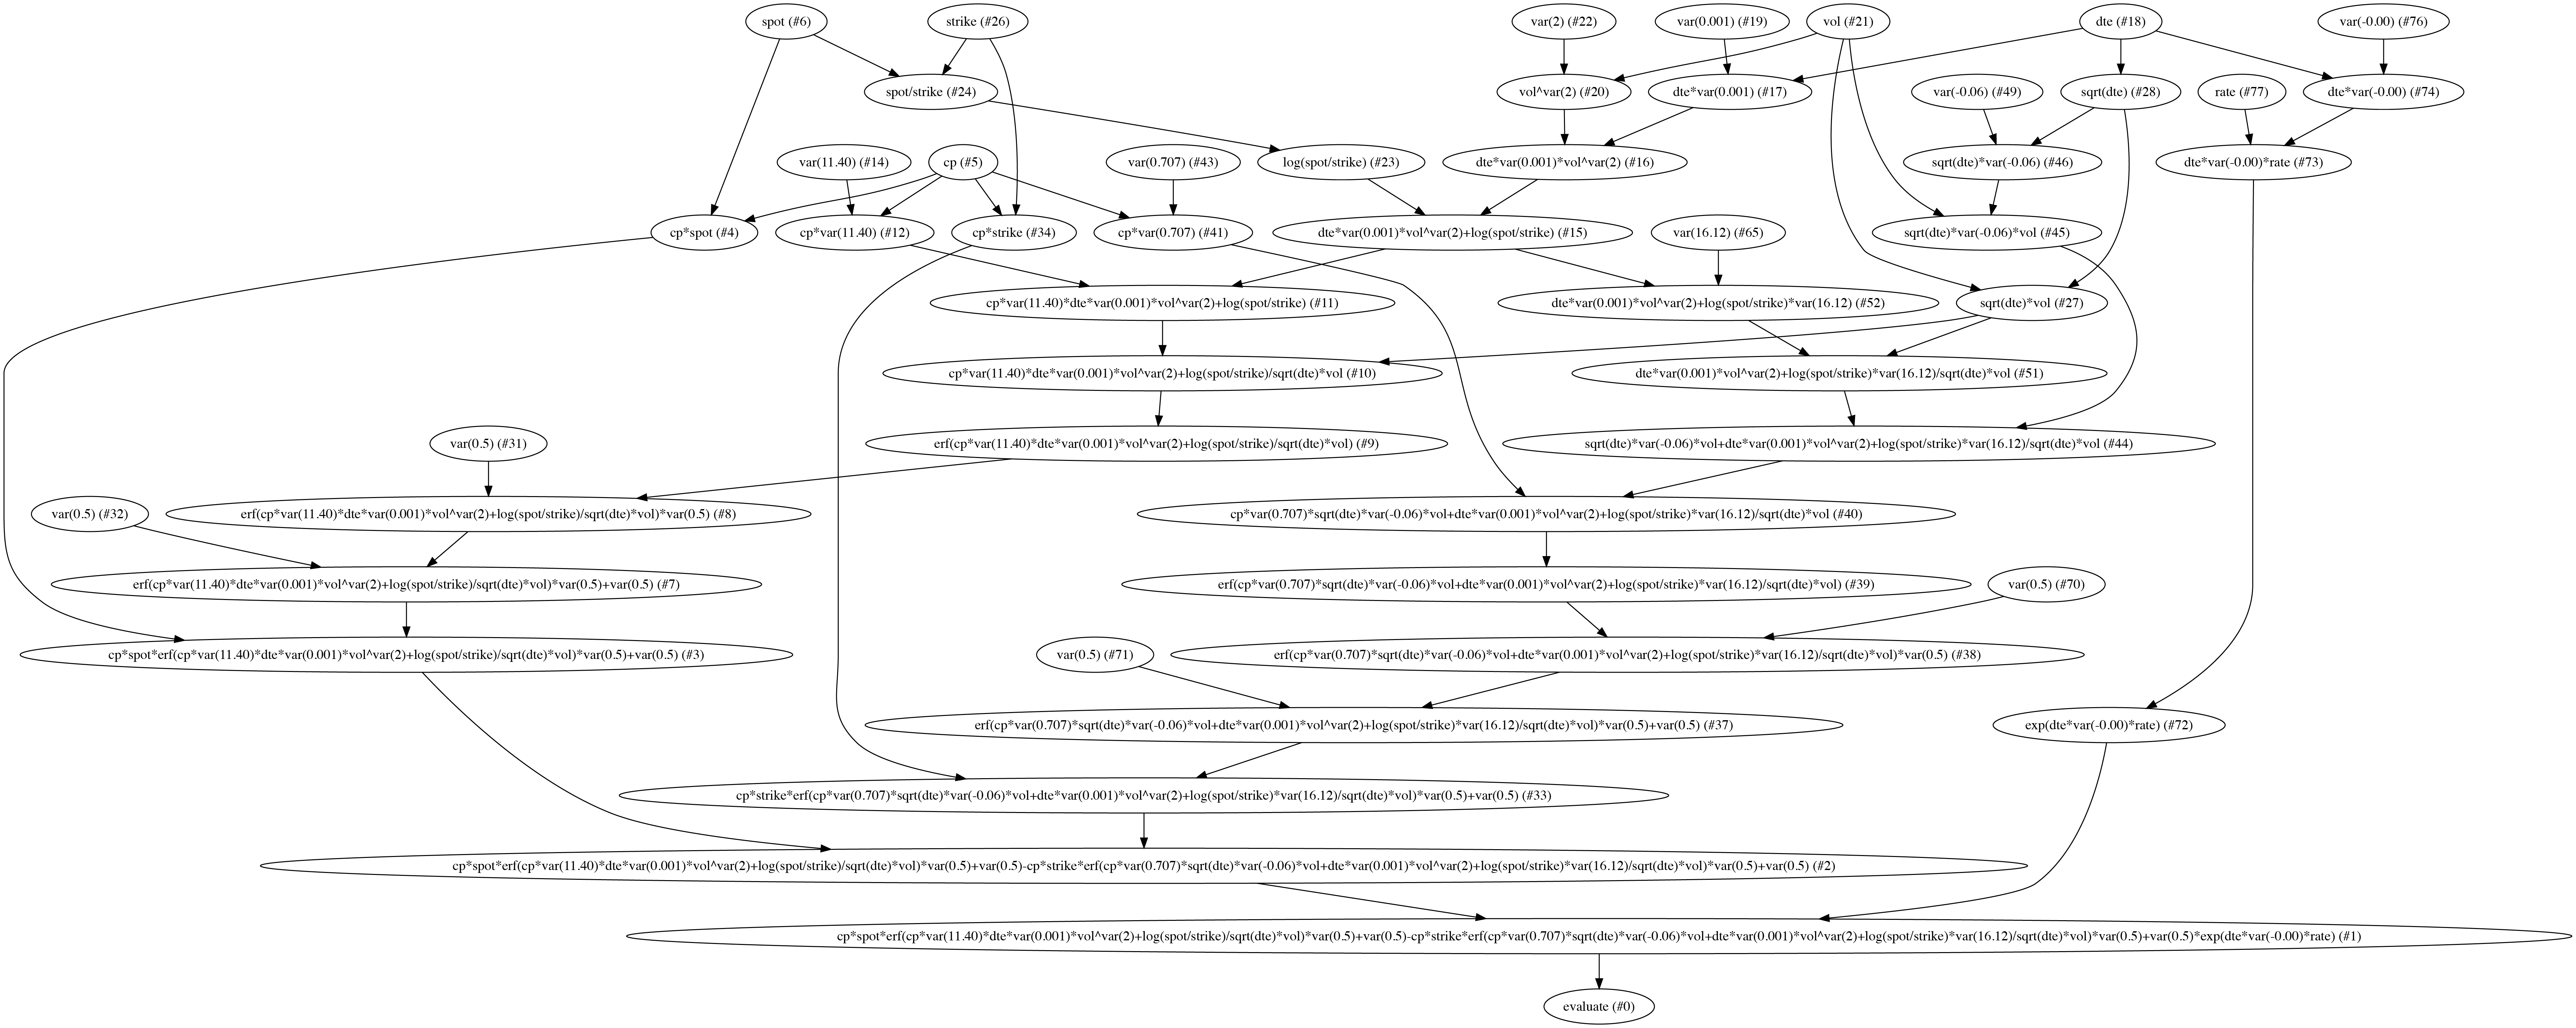 spot (#6)
strike (#26)
var(2) (#22)
var(0.001) (#19)
vol (#21)
dte (#18)
var(-0.00) (#76)
spot/strike (#24)
vol^var(2) (#20)
dte*var(0.001) (#17)
var(-0.06) (#49)
sqrt(dte) (#28)
rate (#77)
dte*var(-0.00) (#74)
var(11.40) (#14)
cp (#5)
var(0.707) (#43)
log(spot/strike) (#23)
dte*var(0.001)*vol^var(2) (#16)
sqrt(dte)*var(-0.06) (#46)
dte*var(-0.00)*rate (#73)
cp*spot (#4)
cp*var(11.40) (#12)
cp*strike (#34)
cp*var(0.707) (#41)
dte*var(0.001)*vol^var(2)+log(spot/strike) (#15)
var(16.12) (#65)
sqrt(dte)*var(-0.06)*vol (#45)
cp*var(11.40)*dte*var(0.001)*vol^var(2)+log(spot/strike) (#11)
dte*var(0.001)*vol^var(2)+log(spot/strike)*var(16.12) (#52)
sqrt(dte)*vol (#27)
cp*var(11.40)*dte*var(0.001)*vol^var(2)+log(spot/strike)/sqrt(dte)*vol (#10)
dte*var(0.001)*vol^var(2)+log(spot/strike)*var(16.12)/sqrt(dte)*vol (#51)
var(0.5) (#31)
erf(cp*var(11.40)*dte*var(0.001)*vol^var(2)+log(spot/strike)/sqrt(dte)*vol) (#9)
sqrt(dte)*var(-0.06)*vol+dte*var(0.001)*vol^var(2)+log(spot/strike)*var(16.12)/sqrt(dte)*vol (#44)
var(0.5) (#32)
erf(cp*var(11.40)*dte*var(0.001)*vol^var(2)+log(spot/strike)/sqrt(dte)*vol)*var(0.5) (#8)
cp*var(0.707)*sqrt(dte)*var(-0.06)*vol+dte*var(0.001)*vol^var(2)+log(spot/strike)*var(16.12)/sqrt(dte)*vol (#40)
erf(cp*var(11.40)*dte*var(0.001)*vol^var(2)+log(spot/strike)/sqrt(dte)*vol)*var(0.5)+var(0.5) (#7)
erf(cp*var(0.707)*sqrt(dte)*var(-0.06)*vol+dte*var(0.001)*vol^var(2)+log(spot/strike)*var(16.12)/sqrt(dte)*vol) (#39)
var(0.5) (#70)
cp*spot*erf(cp*var(11.40)*dte*var(0.001)*vol^var(2)+log(spot/strike)/sqrt(dte)*vol)*var(0.5)+var(0.5) (#3)
var(0.5) (#71)
erf(cp*var(0.707)*sqrt(dte)*var(-0.06)*vol+dte*var(0.001)*vol^var(2)+log(spot/strike)*var(16.12)/sqrt(dte)*vol)*var(0.5) (#38)
erf(cp*var(0.707)*sqrt(dte)*var(-0.06)*vol+dte*var(0.001)*vol^var(2)+log(spot/strike)*var(16.12)/sqrt(dte)*vol)*var(0.5)+var(0.5) (#37)
exp(dte*var(-0.00)*rate) (#72)
cp*strike*erf(cp*var(0.707)*sqrt(dte)*var(-0.06)*vol+dte*var(0.001)*vol^var(2)+log(spot/strike)*var(16.12)/sqrt(dte)*vol)*var(0.5)+var(0.5) (#33)
cp*spot*erf(cp*var(11.40)*dte*var(0.001)*vol^var(2)+log(spot/strike)/sqrt(dte)*vol)*var(0.5)+var(0.5)-cp*strike*erf(cp*var(0.707)*sqrt(dte)*var(-0.06)*vol+dte*var(0.001)*vol^var(2)+log(spot/strike)*var(16.12)/sqrt(dte)*vol)*var(0.5)+var(0.5) (#2)
cp*spot*erf(cp*var(11.40)*dte*var(0.001)*vol^var(2)+log(spot/strike)/sqrt(dte)*vol)*var(0.5)+var(0.5)-cp*strike*erf(cp*var(0.707)*sqrt(dte)*var(-0.06)*vol+dte*var(0.001)*vol^var(2)+log(spot/strike)*var(16.12)/sqrt(dte)*vol)*var(0.5)+var(0.5)*exp(dte*var(-0.00)*rate) (#1)
evaluate (#0)